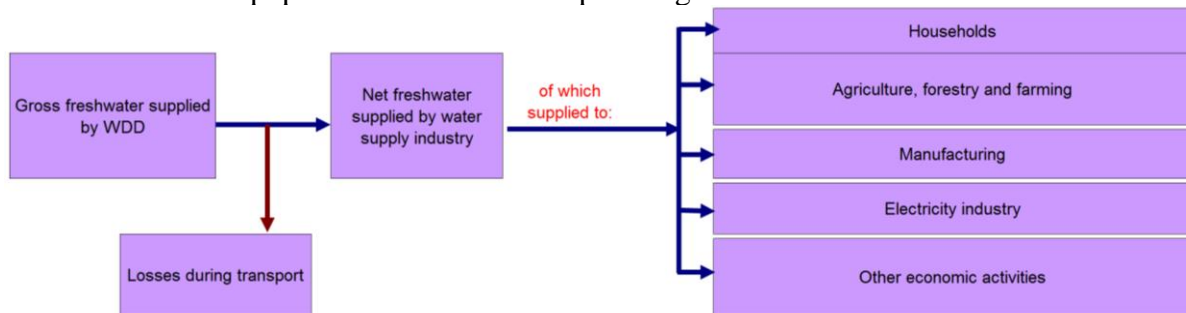 Gross freshwater supplied
by WDD
Net freshwater
supplied by water
supply industry
of which
supplied to:
Households
Agriculture, forestry and farming
Manufacturing
Electricity industry
Other economic activities
Losses during transport